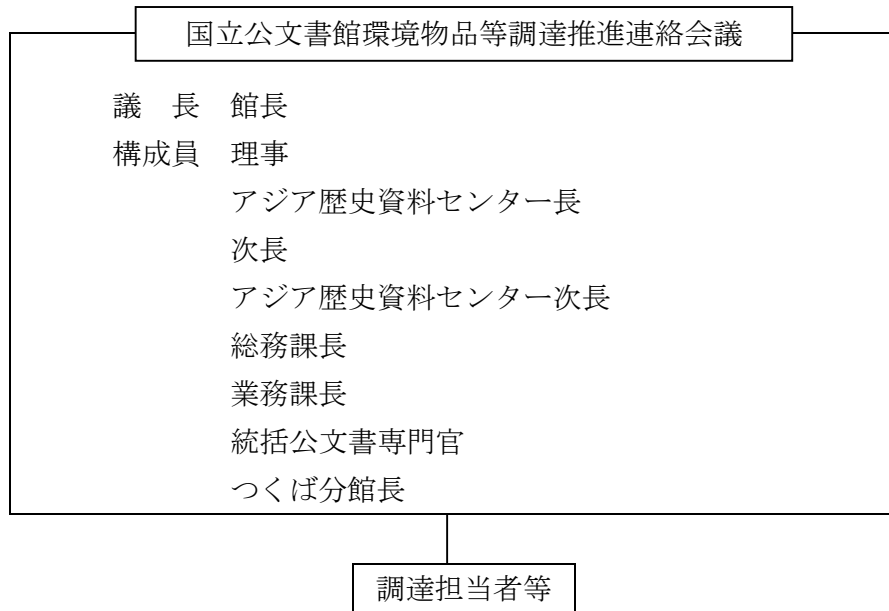 国立公文書館環境物品等調達推進連絡会議
議　長　館長
構成員　理事
アジア歴史資料センター長
次長
アジア歴史資料センター次長
総務課長
業務課長
統括公文書専門官
つくば分館長
調達担当者等